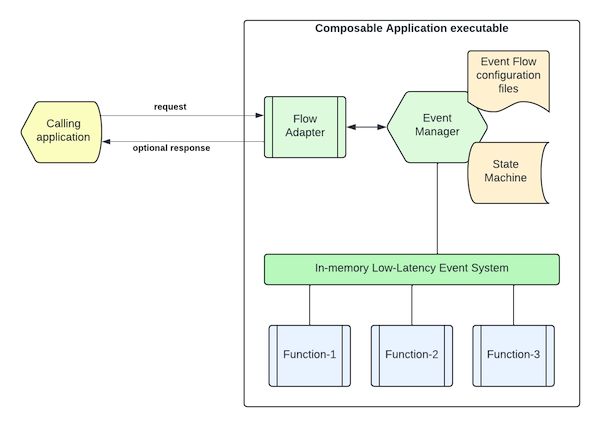 Composable Application executable
Event Flow
configuration
files
Calling
application
request
optional response
Flow
Adapter
Event
Manager
State
Machine
In-memory Low-Latency Event System
Function-1
Function-2
Function-3